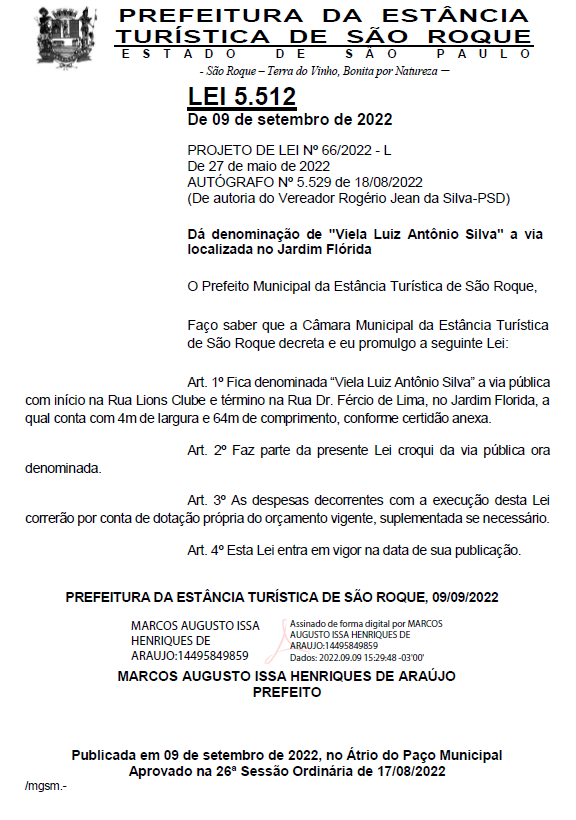 PREFEITURA DA ESTÂNCIA
TURÍSTICA DE SÃO ROQUE
ESTADO DE SÃO PAULO
- São Roque – Terra do Vinho, Bonita por Natureza –
LEI 5.512
De 09 de setembro de 2022
PROJETO DE LEI Nº 66/2022 - L
De 27 de maio de 2022
AUTÓGRAFO Nº 5.529 de 18/08/2022
(De autoria do Vereador Rogério Jean da Silva-PSD)
Dá denominação de "Viela Luiz Antônio Silva" a via
localizada no Jardim Flórida
O Prefeito Municipal da Estância Turística de São Roque,
Faço saber que a Câmara Municipal da Estância Turística
de São Roque decreta e eu promulgo a seguinte Lei:
Art. 1º Fica denominada “Viela Luiz Antônio Silva” a via pública
com início na Rua Lions Clube e término na Rua Dr. Fércio de Lima, no Jardim Florida, a
qual conta com 4m de largura e 64m de comprimento, conforme certidão anexa.
Art. 2º Faz parte da presente Lei croqui da via pública ora
denominada.
Art. 3º As despesas decorrentes com a execução desta Lei
correrão por conta de dotação própria do orçamento vigente, suplementada se necessário.
Art. 4º Esta Lei entra em vigor na data de sua publicação.
PREFEITURA DA ESTÂNCIA TURÍSTICA DE SÃO ROQUE, 09/09/2022
MARCOS AUGUSTO ISSA
HENRIQUES DE
ARAUJO:14495849859
Assinado de forma digital por MARCOS
AUGUSTO ISSA HENRIQUES DE
ARAUJO:14495849859
Dados: 2022.09.09 15:29:48 -03'00'
MARCOS AUGUSTO ISSA HENRIQUES DE ARAÚJO
PREFEITO
Publicada em 09 de setembro de 2022, no Átrio do Paço Municipal
Aprovado na 26ª Sessão Ordinária de 17/08/2022
/mgsm.-